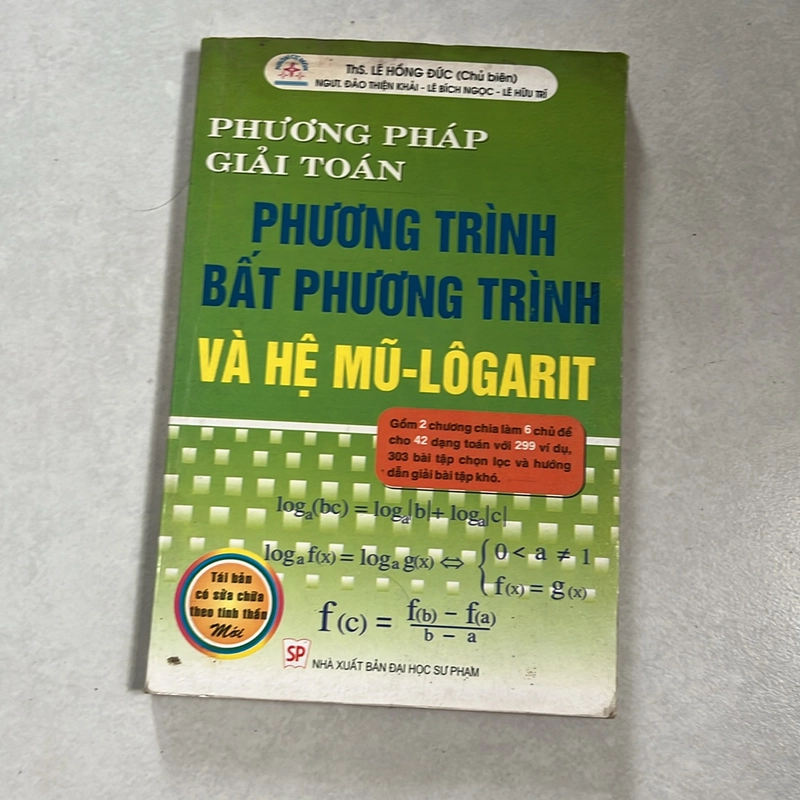 ThS. LÊ HỒNG ĐỨC (Chủ biên)
NGƯT. ĐÀO THIỆN KHẢI - LÊ BÍCH NGỌC - LÊ HỮU TRÍ
PHƯƠNG PHÁP
GIẢI TOÁN
PHƯƠNG TRÌNH
BẤT PHƯƠNG TRÌNH
VÀ HỆ MŨ-LÔGARIT
Gồm 2 chương chia làm 6 chủ đề
cho 42 dạng toán với 299 ví dụ,
303 bài tập chọn lọc và hướng
dẫn giải bài tập khó.
logₐ(bc) = logₐ|b| + logₐ|c|
logₐ f(x) = logₐ g(x) ⇔ { 0 < a ≠ 1
f(x) = g(x)
f(c) = f(b) − f(a)
b − a
Tái bản
có sửa chữa
theo tinh thần
Mới
SP
NHÀ XUẤT BẢN ĐẠI HỌC SƯ PHẠM